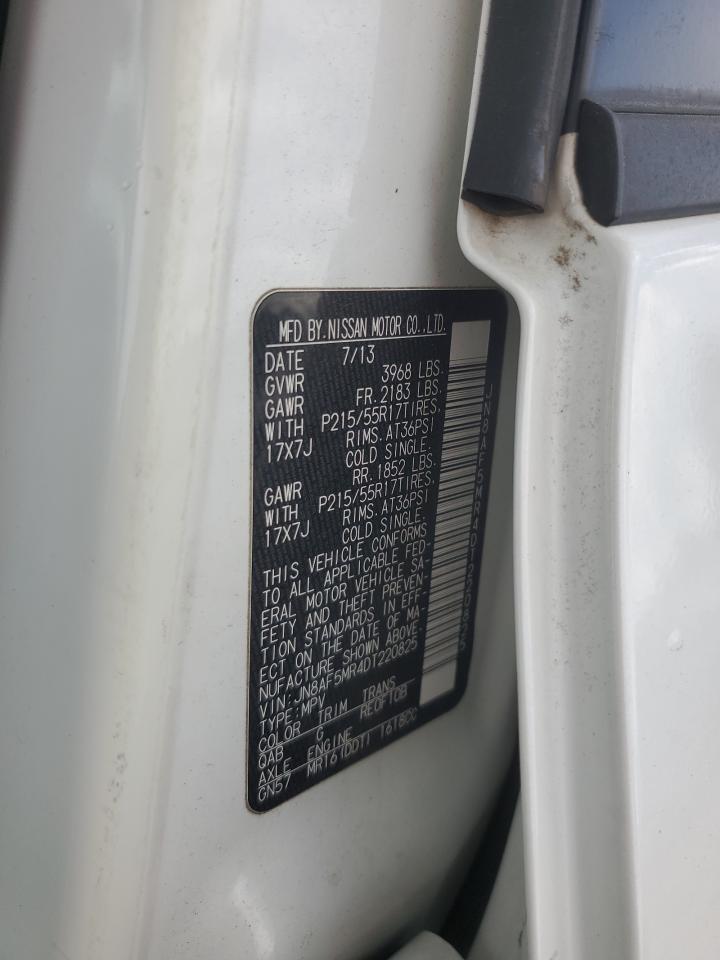 MFD BY.NISSAN MOTOR CO.,LTD.
DATE 7/13
GVWR 3968 LBS.
GAWR FR. 2183 LBS.
WITH P215/55R17TIRES,
17X7J RIMS. AT36PSI
COLD SINGLE.
GAWR RR. 1852 LBS.
WITH P215/55R17TIRES,
17X7J RIMS. AT36PSI
COLD SINGLE.
THIS VEHICLE CONFORMS
TO ALL APPLICABLE FED-
ERAL MOTOR VEHICLE SA-
FETY AND THEFT PREVEN-
TION STANDARDS IN EFF-
ECT ON THE DATE OF MA-
NUFACTURE SHOWN ABOVE.
VIN:JN8AF5MR4DT220825
TYPE:MPV
COLOR TRIM TRANS
QAB G RE0F10B
AXLE ENGINE
GN57 MR16(DDT) 1618CC
JN8AF5MR4DT220825